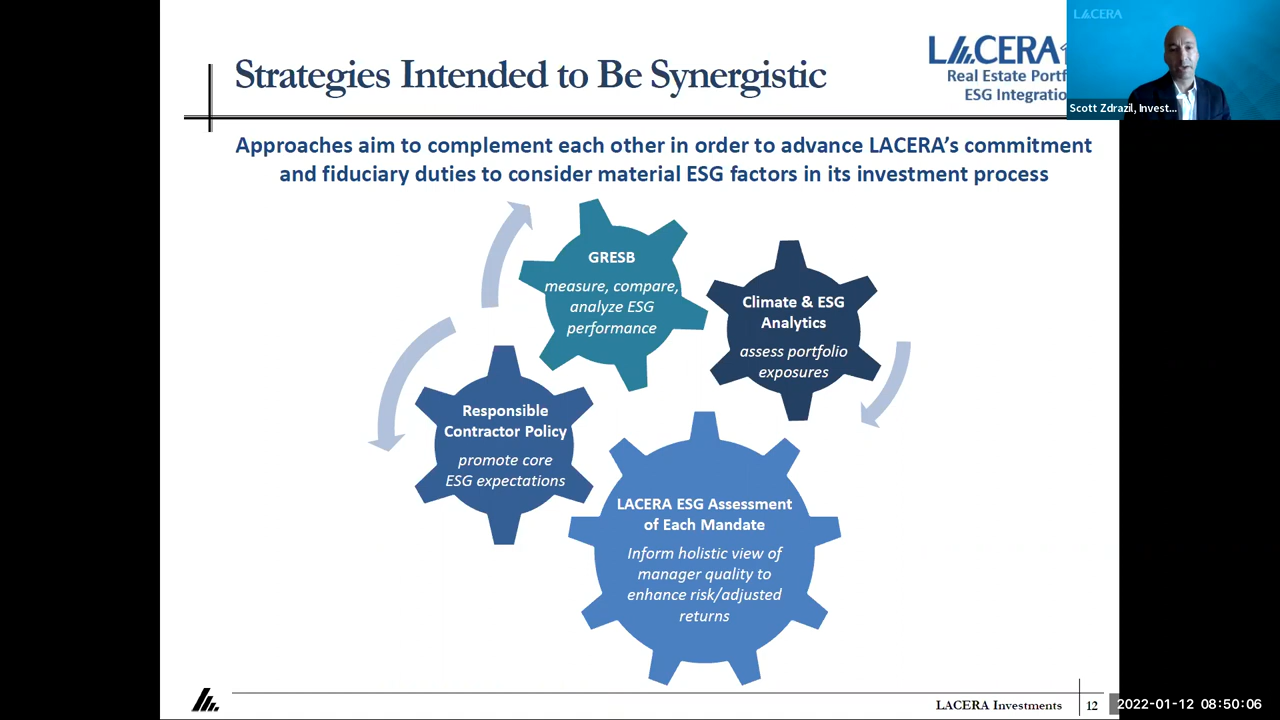 Strategies Intended to Be Synergistic
LACERA
Real Estate Portf
ESG Integratio
LACERA
Scott Zdrazil, Invest...
Approaches aim to complement each other in order to advance LACERA's commitment
and fiduciary duties to consider material ESG factors in its investment process
GRESB
measure, compare,
analyze ESG
performance
Climate & ESG
Analytics
assess portfolio
exposures
Responsible
Contractor Policy
promote core
ESG expectations
LACERA ESG Assessment
of Each Mandate
Inform holistic view of
manager quality to
enhance risk/adjusted
returns
LACERA Investments
12
2022-01-12 08:50:06